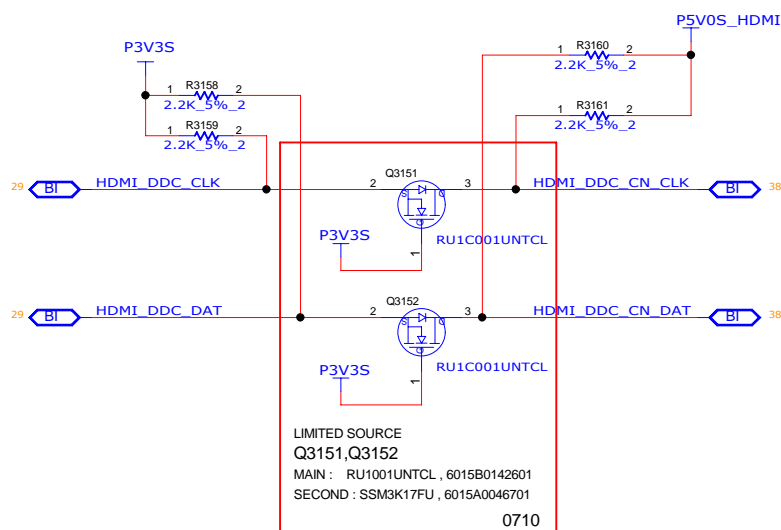 P5V0S_HDMI
P3V3S
R3160
1 2
2.2K_5%_2
R3158
1 2
2.2K_5%_2
R3161
1 2
2.2K_5%_2
R3159
1 2
2.2K_5%_2
Q3151
29 BI HDMI_DDC_CLK 2 3 HDMI_DDC_CN_CLK BI 38
S D
G
P3V3S
1
RU1C001UNTCL
Q3152
29 BI HDMI_DDC_DAT 2 3 HDMI_DDC_CN_DAT BI 38
S D
G
P3V3S
1
RU1C001UNTCL
LIMITED SOURCE
Q3151,Q3152
MAIN : RU1001UNTCL , 6015B0142601
SECOND : SSM3K17FU , 6015A0046701
0710